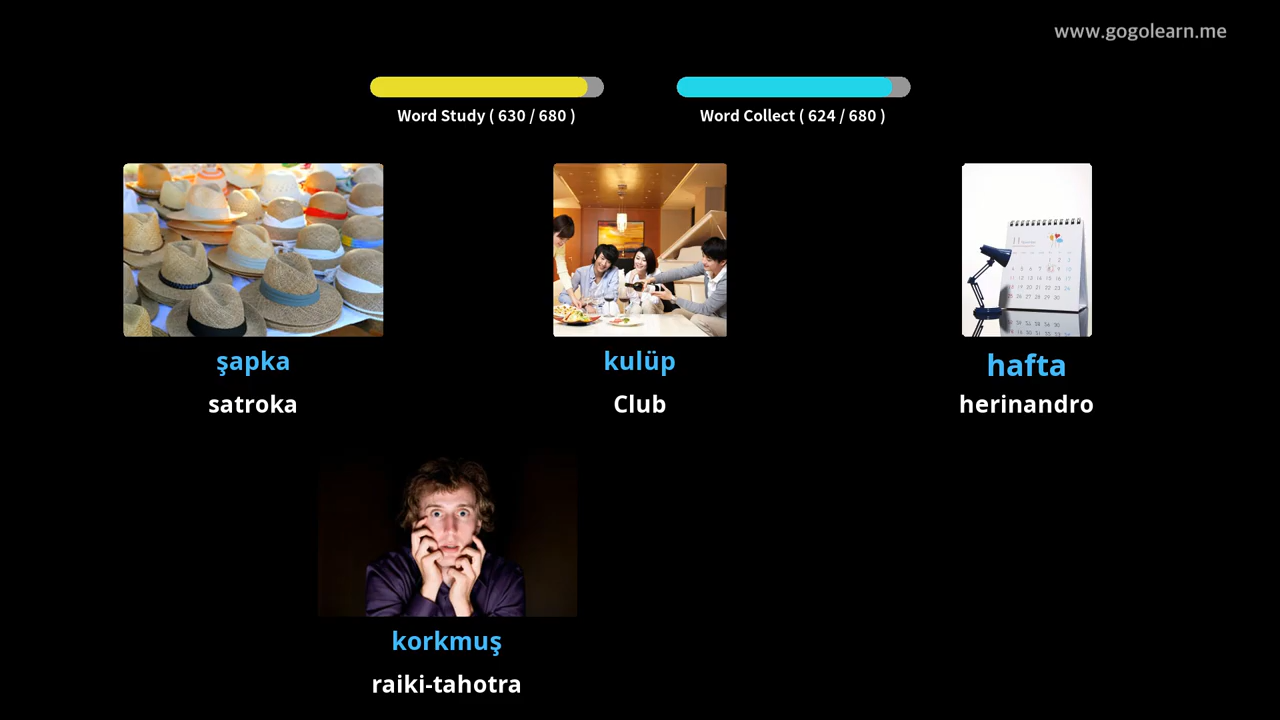 www.gogolearn.me
Word Study ( 630 / 680 )
Word Collect ( 624 / 680 )
şapka
satroka
kulüp
Club
hafta
herinandro
korkmuş
raiki-tahotra